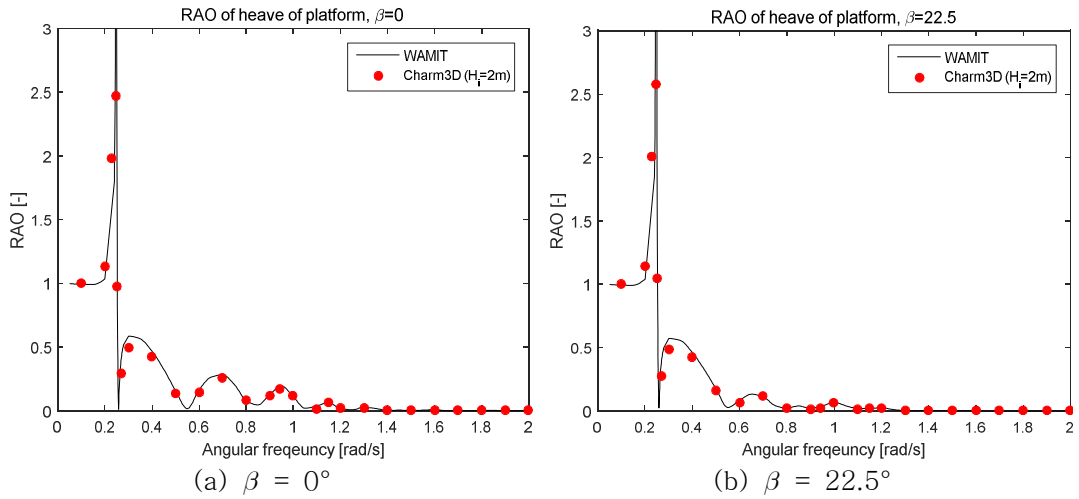 RAO of heave of platform, β=0
3
2.5
2
1.5
1
0.5
0
RAO [-]
WAMIT
Charm3D (H_i=2m)
0 0.2 0.4 0.6 0.8 1 1.2 1.4 1.6 1.8 2
Angular freqeuncy [rad/s]
(a) β = 0°
RAO of heave of platform, β=22.5
3
2.5
2
1.5
1
0.5
0
RAO [-]
WAMIT
Charm3D (H_i=2m)
0 0.2 0.4 0.6 0.8 1 1.2 1.4 1.6 1.8 2
Angular freqeuncy [rad/s]
(b) β = 22.5°